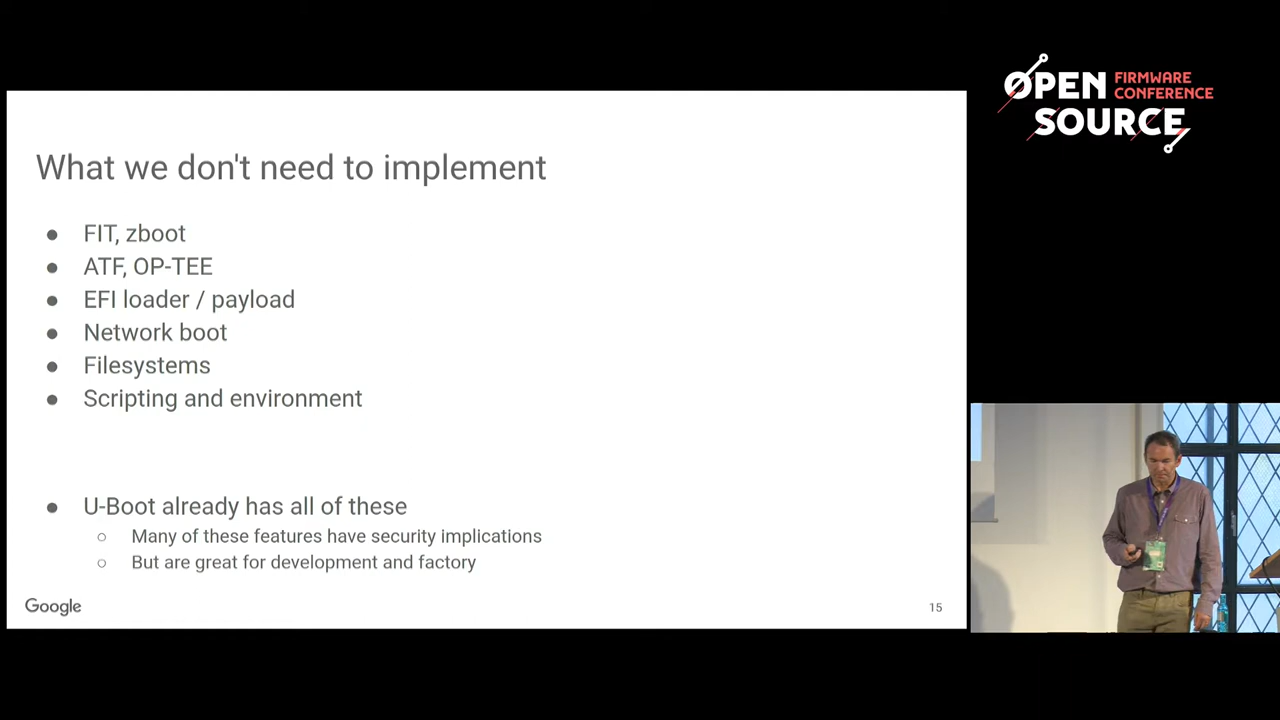 OPEN FIRMWARE
CONFERENCE
SOURCE
What we don't need to implement
● FIT, zboot
● ATF, OP-TEE
● EFI loader / payload
● Network boot
● Filesystems
● Scripting and environment
● U-Boot already has all of these
○ Many of these features have security implications
○ But are great for development and factory
Google
15